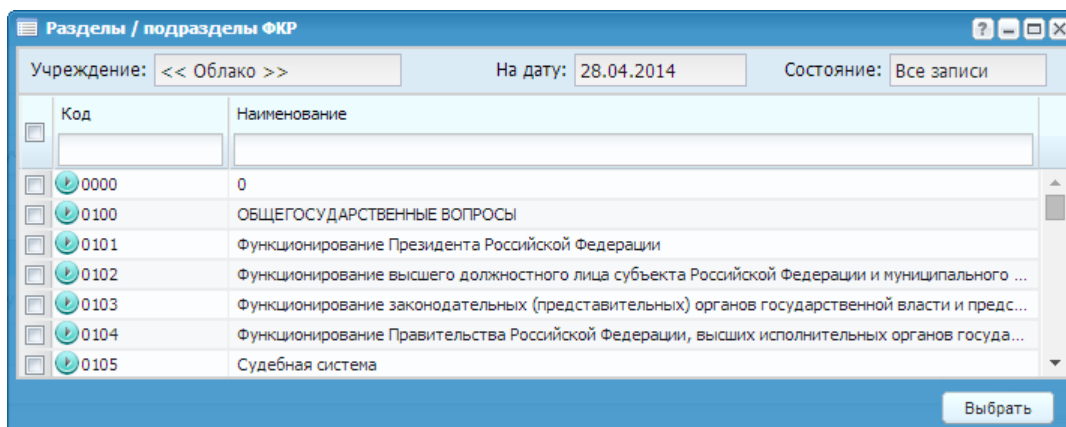 Разделы / подразделы ФКР
Учреждение: << Облако >> На дату: 28.04.2014 Состояние: Все записи
Код Наименование
0000 0
0100 ОБЩЕГОСУДАРСТВЕННЫЕ ВОПРОСЫ
0101 Функционирование Президента Российской Федерации
0102 Функционирование высшего должностного лица субъекта Российской Федерации и муниципального ...
0103 Функционирование законодательных (представительных) органов государственной власти и предс...
0104 Функционирование Правительства Российской Федерации, высших исполнительных органов госуда...
0105 Судебная система
Выбрать